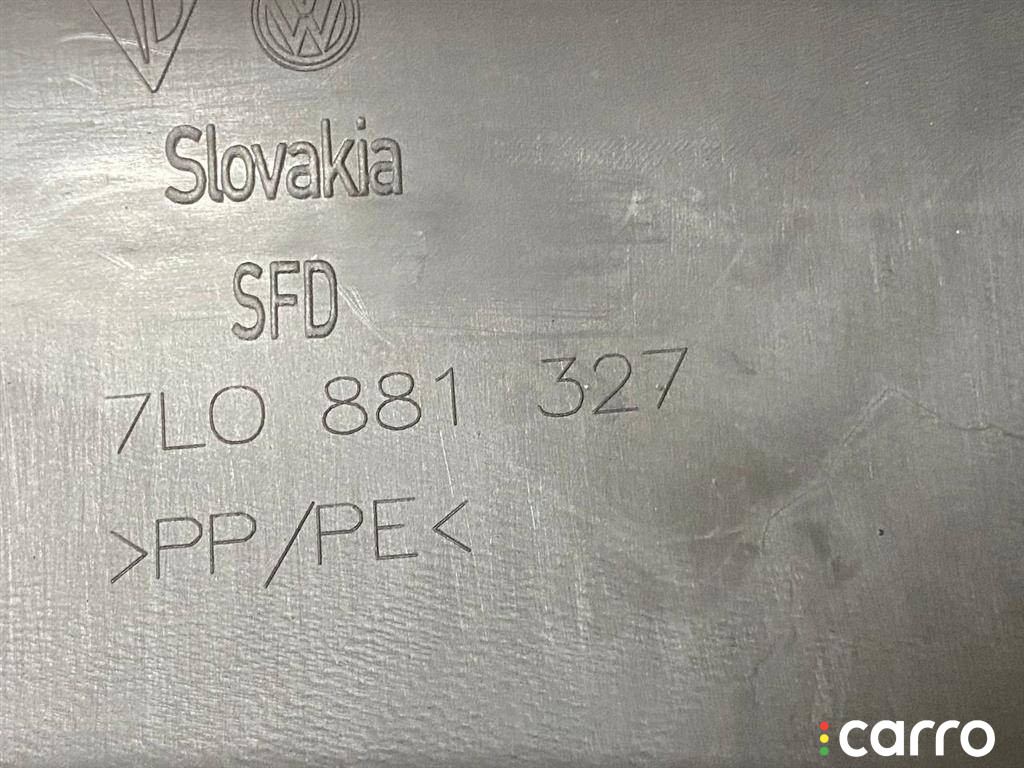 Slovakia
SFD
7L0 881 327
>PP/PE<
carro